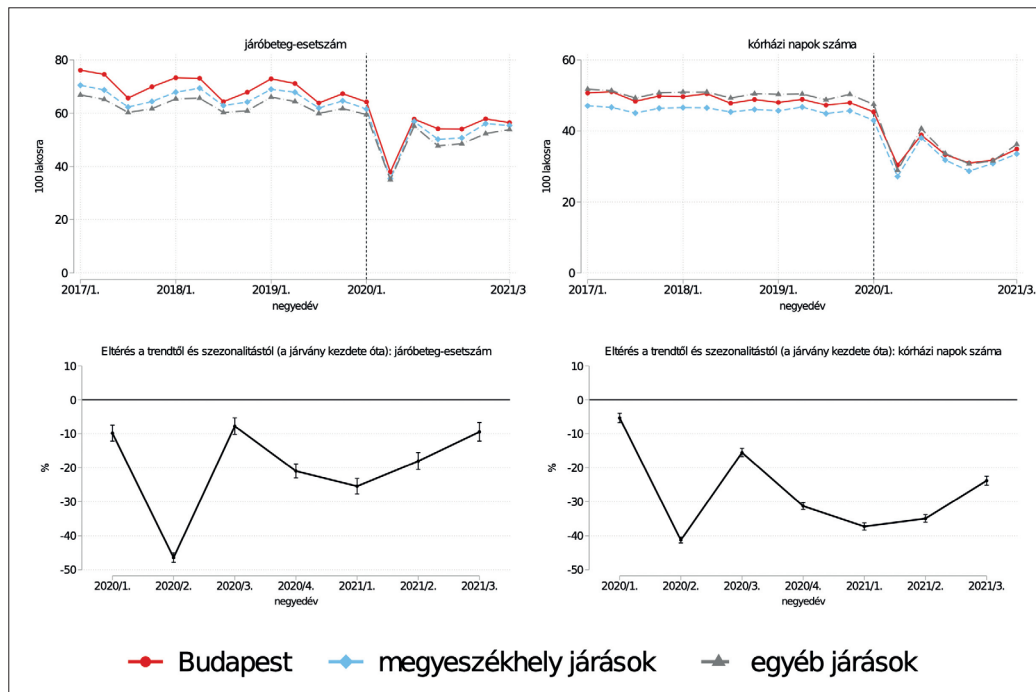 járóbeteg-esetszám
80
60
40
20
0
100 lakosra
2017/1. 2018/1. 2019/1. 2020/1. 2021/3
negyedév
kórházi napok száma
60
40
20
0
100 lakosra
2017/1. 2018/1. 2019/1. 2020/1. 2021/3.
negyedév
Eltérés a trendtől és szezonalitástól (a járvány kezdete óta): járóbeteg-esetszám
10
0
-10
-20
-30
-40
-50
%
2020/1. 2020/2. 2020/3. 2020/4. 2021/1. 2021/2. 2021/3.
negyedév
Eltérés a trendtől és szezonalitástól (a járvány kezdete óta): kórházi napok száma
10
0
-10
-20
-30
-40
-50
%
2020/1. 2020/2. 2020/3. 2020/4. 2021/1. 2021/2. 2021/3.
negyedév
Budapest megyeszékhely járások egyéb járások